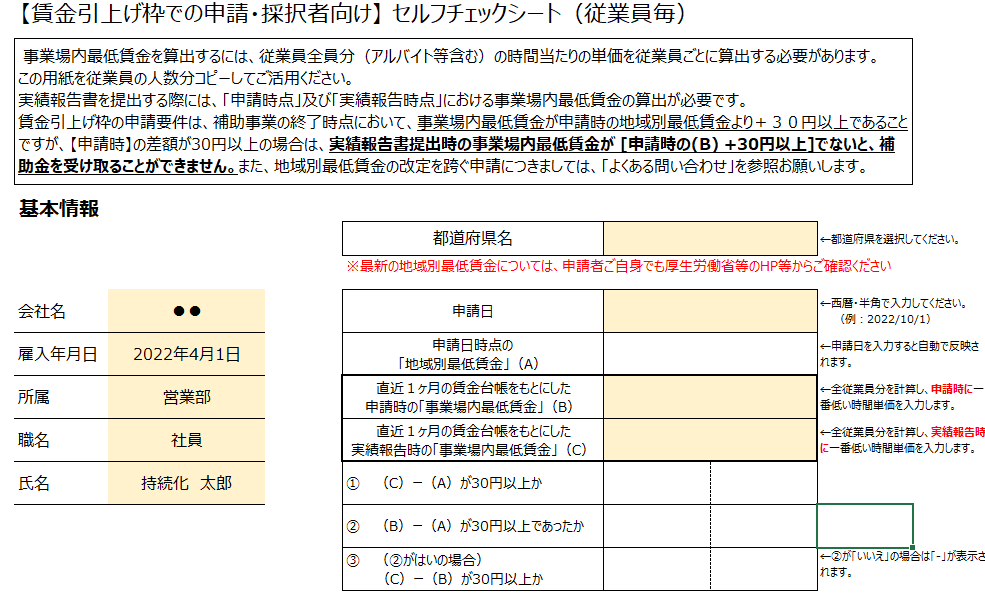 【賃金引上げ枠での申請・採択者向け】 セルフチェックシート（従業員毎）
事業場内最低賃金を算出するには、従業員全員分（アルバイト等含む）の時間当たりの単価を従業員ごとに算出する必要があります。
この用紙を従業員の人数分コピーしてご活用ください。
実績報告書を提出する際には、「申請時点」及び「実績報告時点」における事業場内最低賃金の算出が必要です。
賃金引上げ枠の申請要件は、補助事業の終了時点において、事業場内最低賃金が申請時の地域別最低賃金より＋３０円以上であること
ですが、【申請時】の差額が30円以上の場合は、実績報告書提出時の事業場内最低賃金が [申請時の(B) +30円以上]でないと、補
助金を受け取ることができません。また、地域別最低賃金の改定を跨ぐ申請につきましては、「よくある問い合わせ」を参照お願いします。
基本情報
都道府県名
←都道府県を選択してください。
※最新の地域別最低賃金については、申請者ご自身でも厚生労働省等のHP等からご確認ください
会社名 ●●
雇入年月日 2022年4月1日
所属 営業部
職名 社員
氏名 持続化 太郎
申請日
←西暦・半角で入力してください。
（例：2022/10/1）
申請日時点の
「地域別最低賃金」（A）
←申請日を入力すると自動で反映さ
れます。
直近１ヶ月の賃金台帳をもとにした
申請時の「事業場内最低賃金」（B）
←全従業員分を計算し、申請時に一
番低い時間単価を入力します。
直近１ヶ月の賃金台帳をもとにした
実績報告時の「事業場内最低賃金」（C）
←全従業員分を計算し、実績報告時
に一番低い時間単価を入力します。
① （C）－（A）が30円以上か
② （B）－（A）が30円以上であったか
③ （②がはいの場合）
（C）－（B）が30円以上か
←②が「いいえ」の場合は「-」が表示さ
れます。